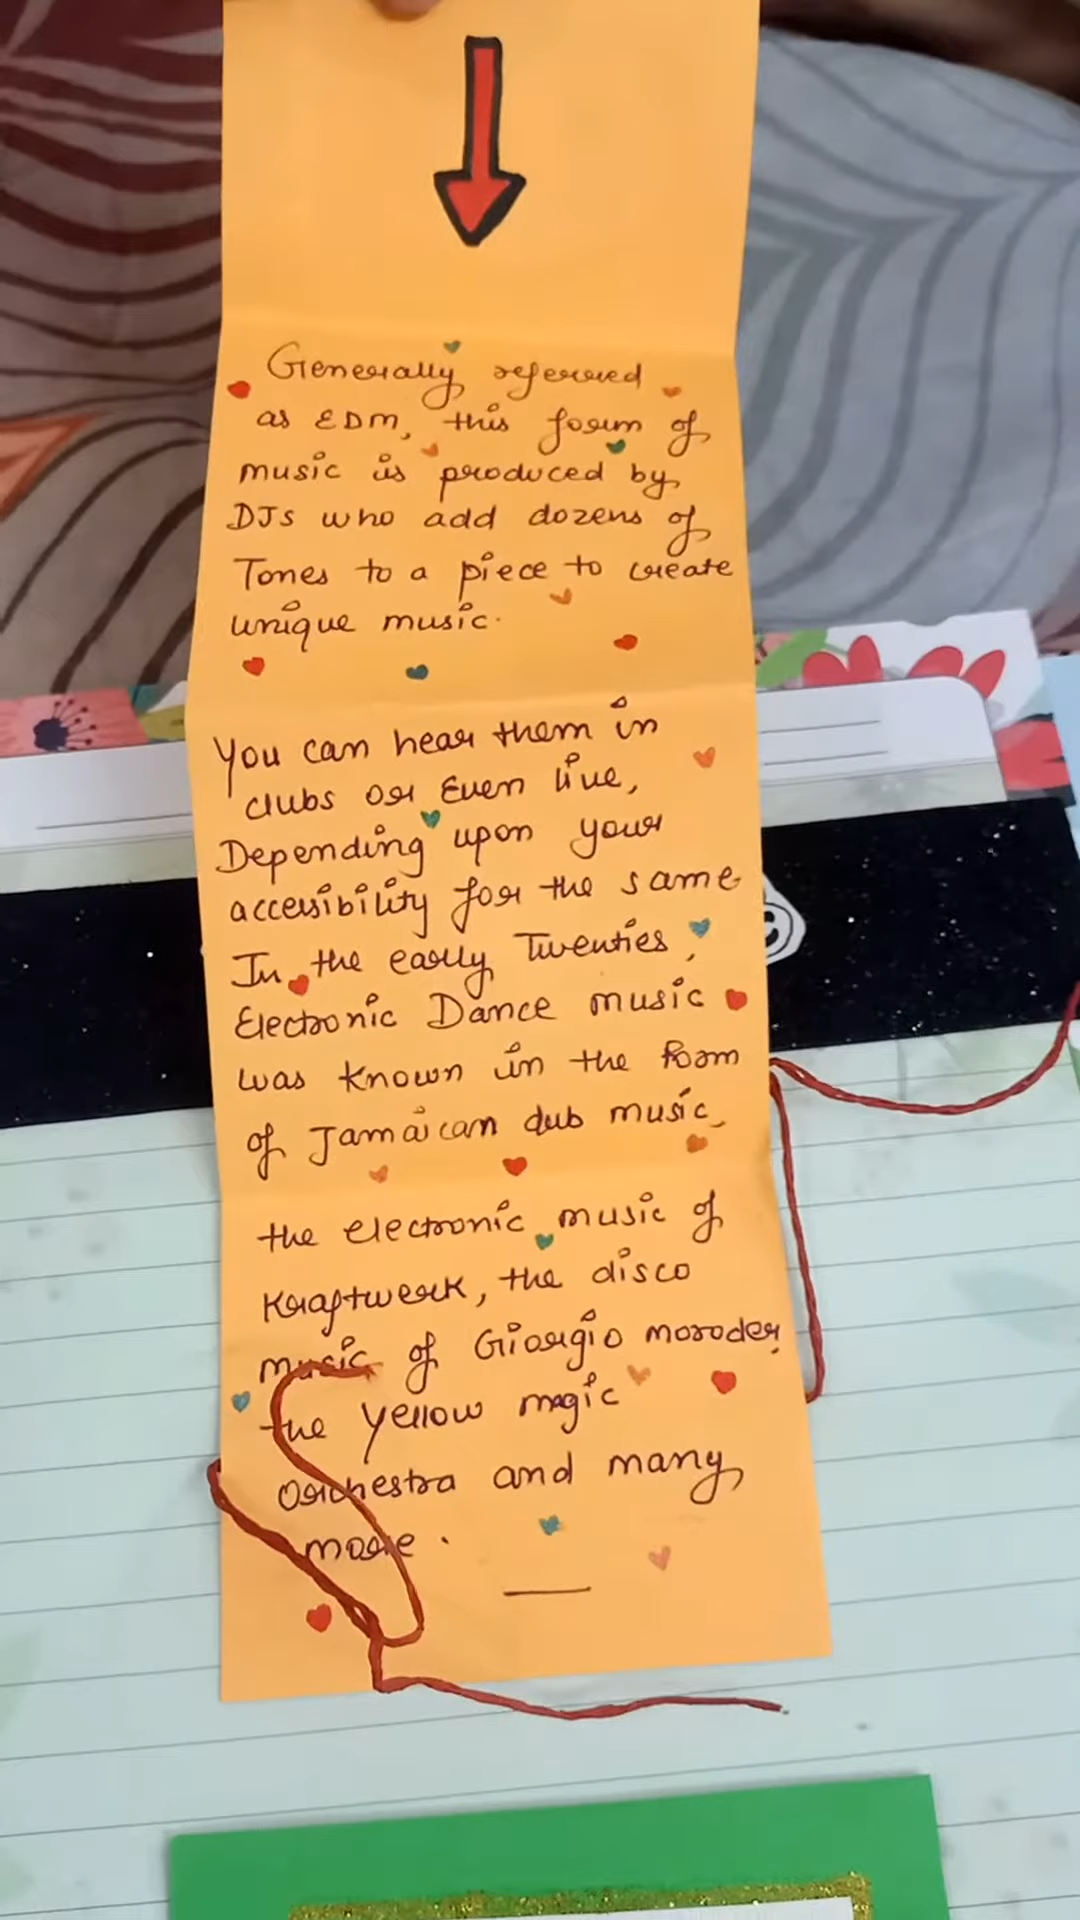 Generally referred
as EDM, this form of
music is produced by
DJs who add dozens of
Tones to a piece to create
unique music.
You can hear them in
clubs or Even live,
Depending upon your
accessibility for the same
In the early Twenties,
Electronic Dance music
was known in the Form
of Jamaican dub music,
the electronic music of
Kraftwerk, the disco
music of Giorgio moroder,
the Yellow magic
Orchestra and many
more.